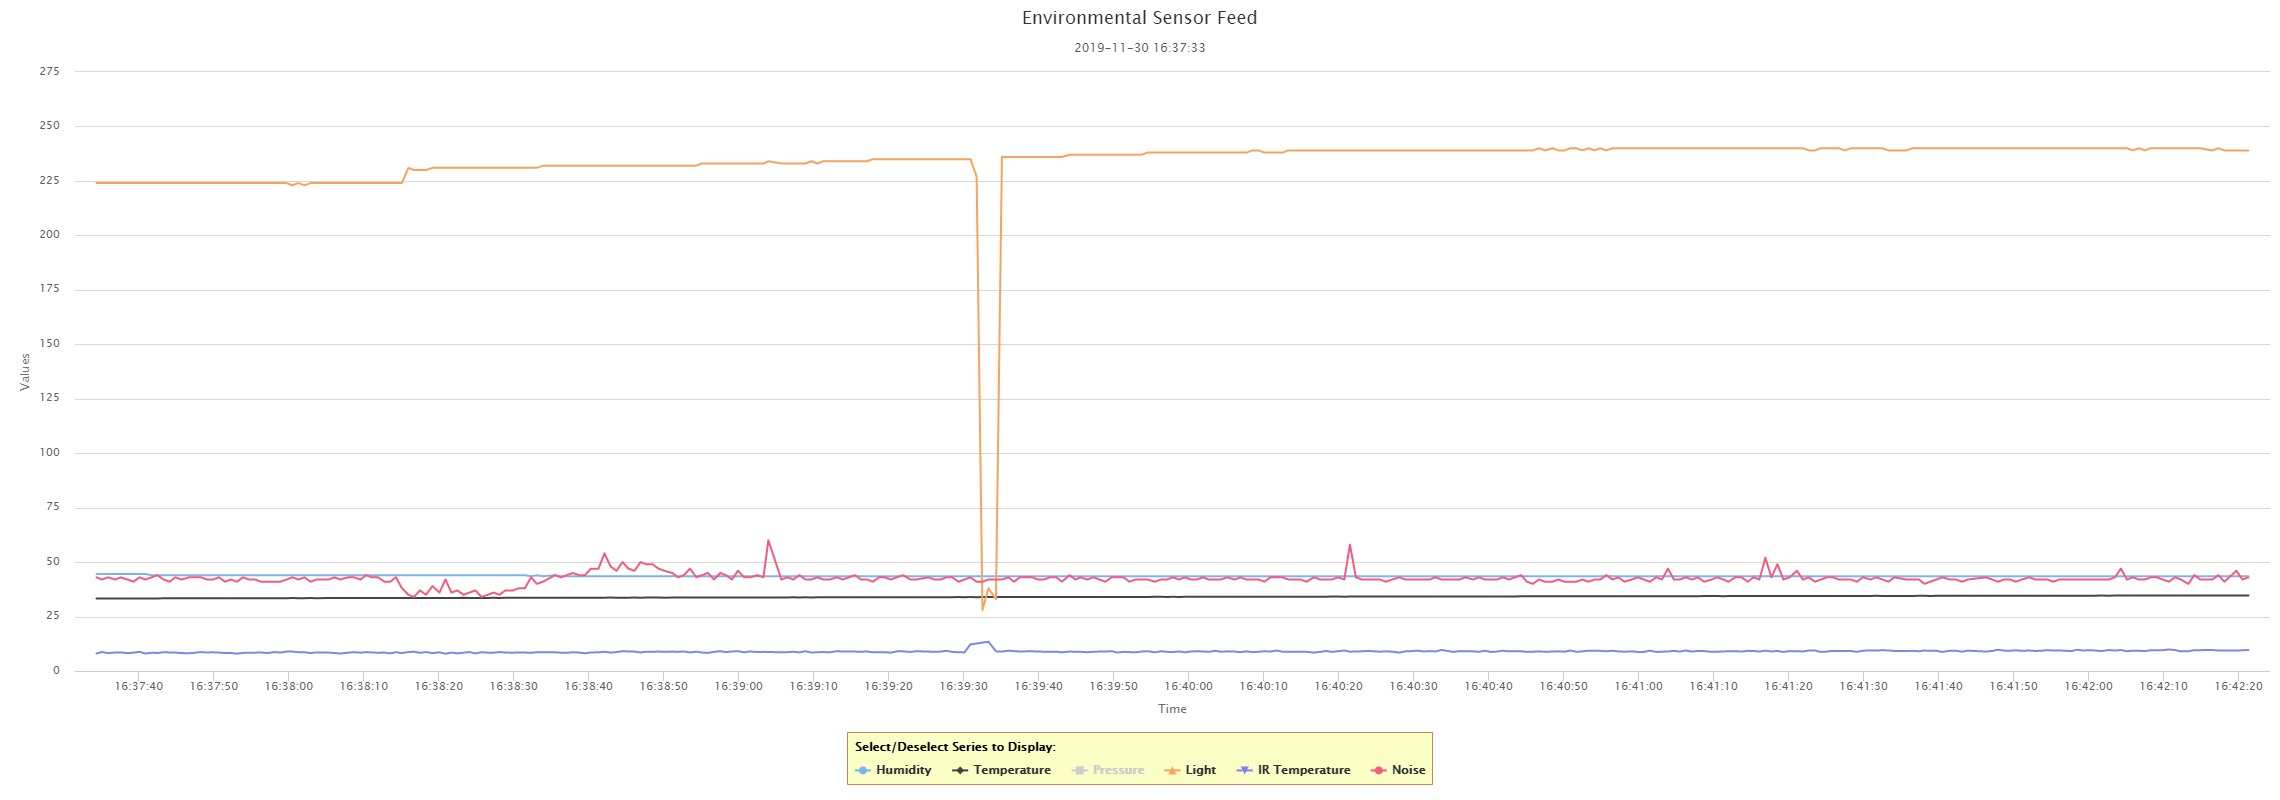 Environmental Sensor Feed
2019-11-30 16:37:33
275
250
225
200
175
150
125
100
75
50
25
0
Values
16:37:40 16:37:50 16:38:00 16:38:10 16:38:20 16:38:30 16:38:40 16:38:50 16:39:00 16:39:10 16:39:20 16:39:30 16:39:40 16:39:50 16:40:00 16:40:10 16:40:20 16:40:30 16:40:40 16:40:50 16:41:00 16:41:10 16:41:20 16:41:30 16:41:40 16:41:50 16:42:00 16:42:10 16:42:20
Time
Select/Deselect Series to Display:
Humidity Temperature Pressure Light IR Temperature Noise